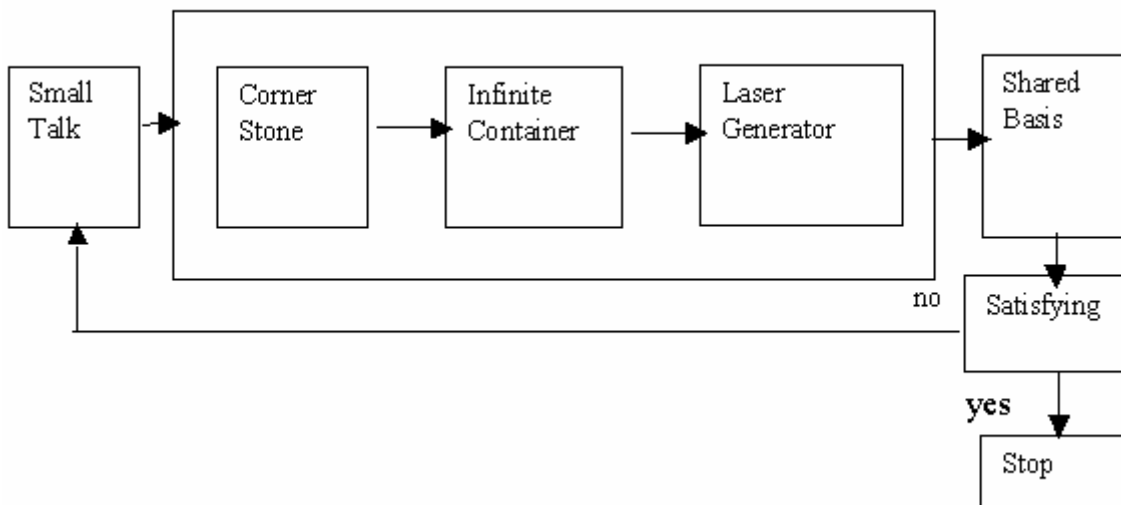 Small
Talk
Corner
Stone
Infinite
Container
Laser
Generator
Shared
Basis
no
Satisfying
yes
Stop